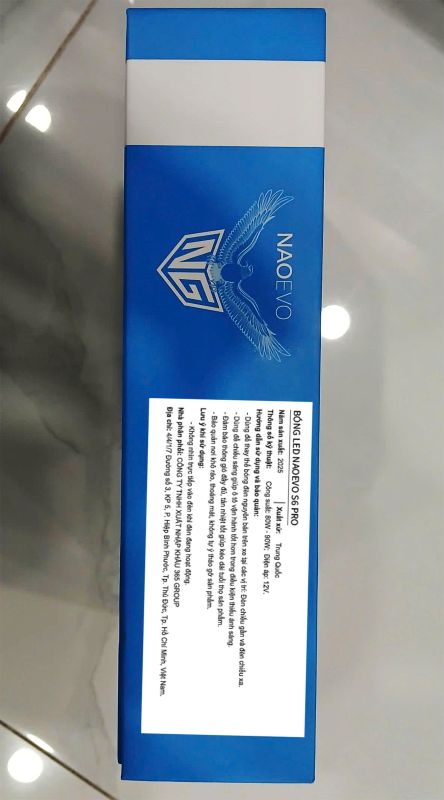 NAOEVO
NG
BÓNG LED NAOEVO S6 PRO
Năm sản xuất: 2025 | Xuất xứ: Trung Quốc
Thông số kỹ thuật: Công suất: 80W - 90W; Điện áp: 12V.
Hướng dẫn sử dụng và bảo quản:
- Dùng để thay thế bóng đèn nguyên bản trên xe tại các vị trí: Đèn chiếu gần và đèn chiếu xa.
- Dùng để chiếu sáng giúp ô tô vận hành tốt hơn trong điều kiện thiếu ánh sáng.
- Đảm bảo thông gió đầy đủ, tản nhiệt tốt giúp kéo dài tuổi thọ sản phẩm.
- Bảo quản nơi khô ráo, thoáng mát, không tự ý tháo gỡ sản phẩm.
Lưu ý khi sử dụng:
- Không nhìn trực tiếp vào đèn khi đèn đang hoạt động.
Nhà phân phối: CÔNG TY TNHH XUẤT NHẬP KHẨU 365 GROUP
Địa chỉ: 4/4/1/7 Đường số 3, KP 5, P. Hiệp Bình Phước, Tp. Thủ Đức, Tp. Hồ Chí Minh, Việt Nam.